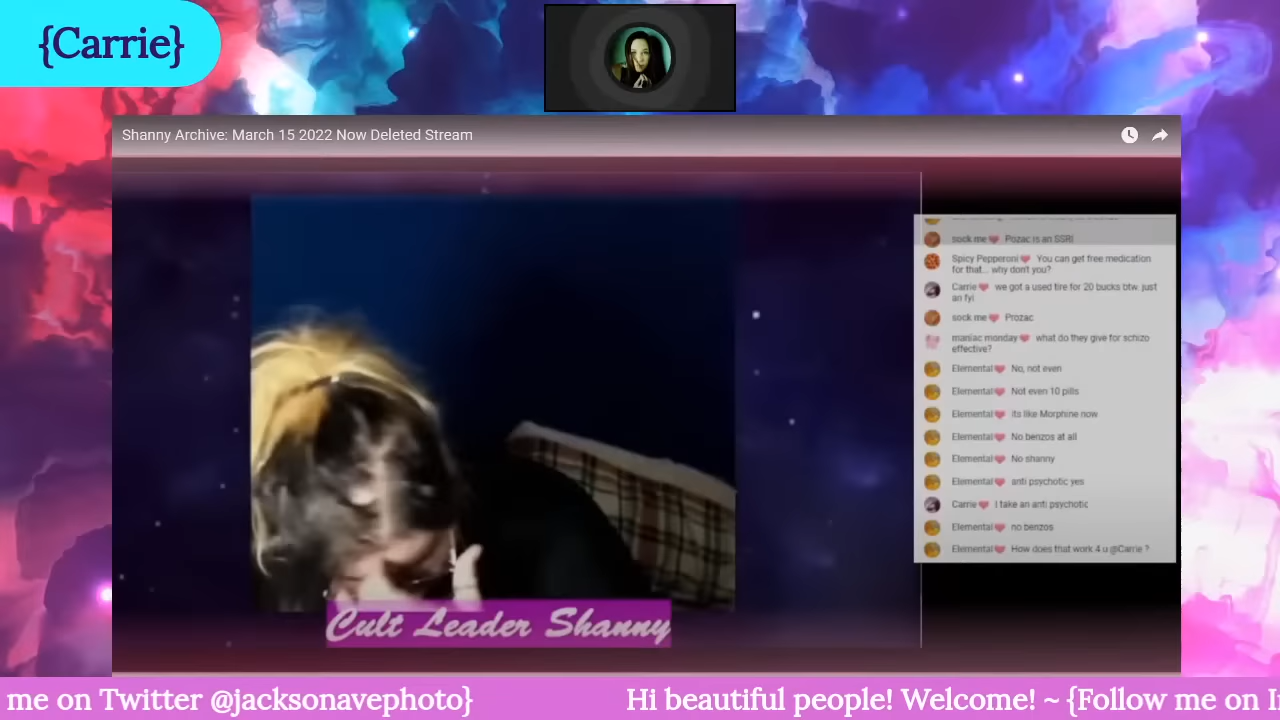 {Carrie}
Shanny Archive: March 15 2022 Now Deleted Stream
sock me Pozac is an SSRI
Spicy Pepperoni You can get free medication
for that... why don't you?
Carrie we got a used tire for 20 bucks btw. just
an fyi
sock me Prozac
maniac monday what do they give for schizo
effective?
Elemental No, not even
Elemental Not even 10 pills
Elemental its like Morphine now
Elemental No benzos at all
Elemental No shanny
Elemental anti psychotic yes
Carrie I take an anti psychotic
Elemental no benzos
Elemental How does that work 4 u @Carrie ?
Cult Leader Shanny
me on Twitter @jacksonavephoto} Hi beautiful people! Welcome! ~ {Follow me on I